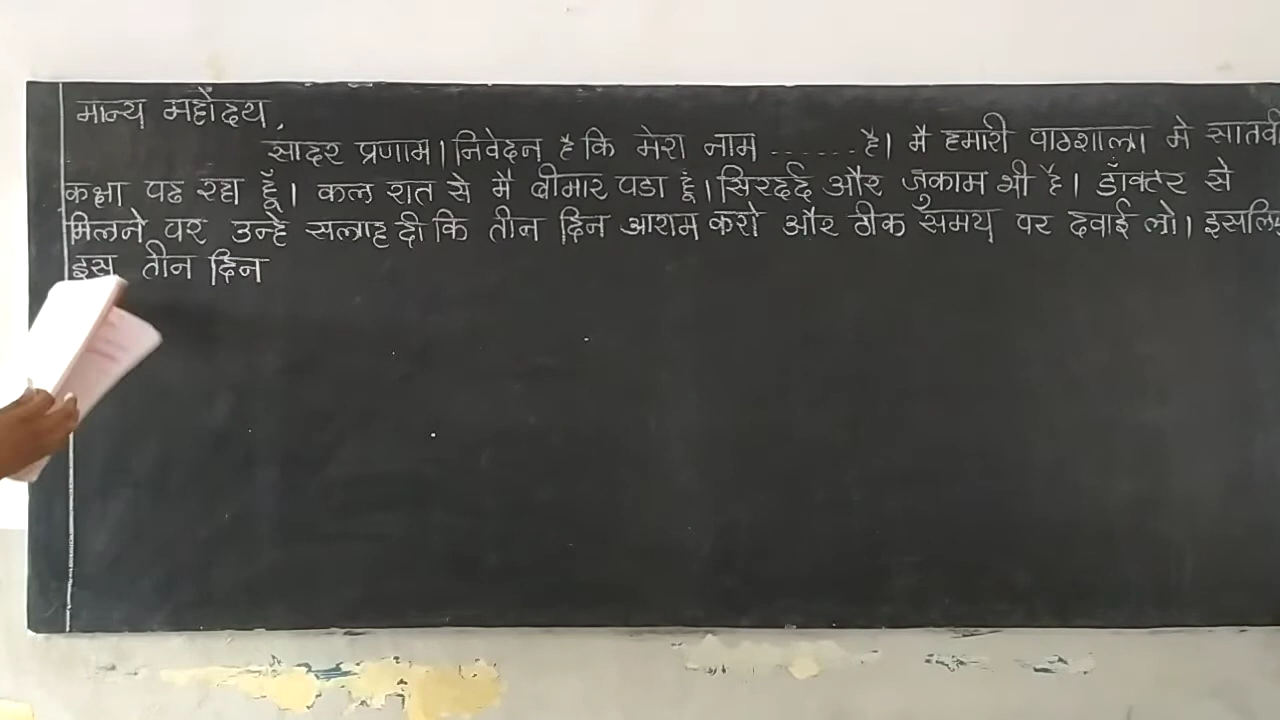 मान्य महोंदय,
सादर प्रणाम। निवेदन है कि मेरा नाम ....... है। मै हमारी पाठशाला मे सातवी
कक्षा पढ रहा हूँ। कल रात से मै बीमार पडा हूं। सिरदर्द और जुकाम भी है। डाँक्टर से
मिलने पर उन्हे सलाह दी कि तीन दिन आराम करो और ठीक समय पर दवाई लो। इसलिए
इस तीन दिन